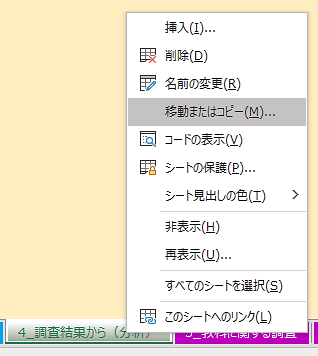 挿入(I)...
削除(D)
名前の変更(R)
移動またはコピー(M)...
コードの表示(V)
シートの保護(P)...
シート見出しの色(T)
非表示(H)
再表示(U)...
すべてのシートを選択(S)
このシートへのリンク(L)
4_調査結果から（分析）